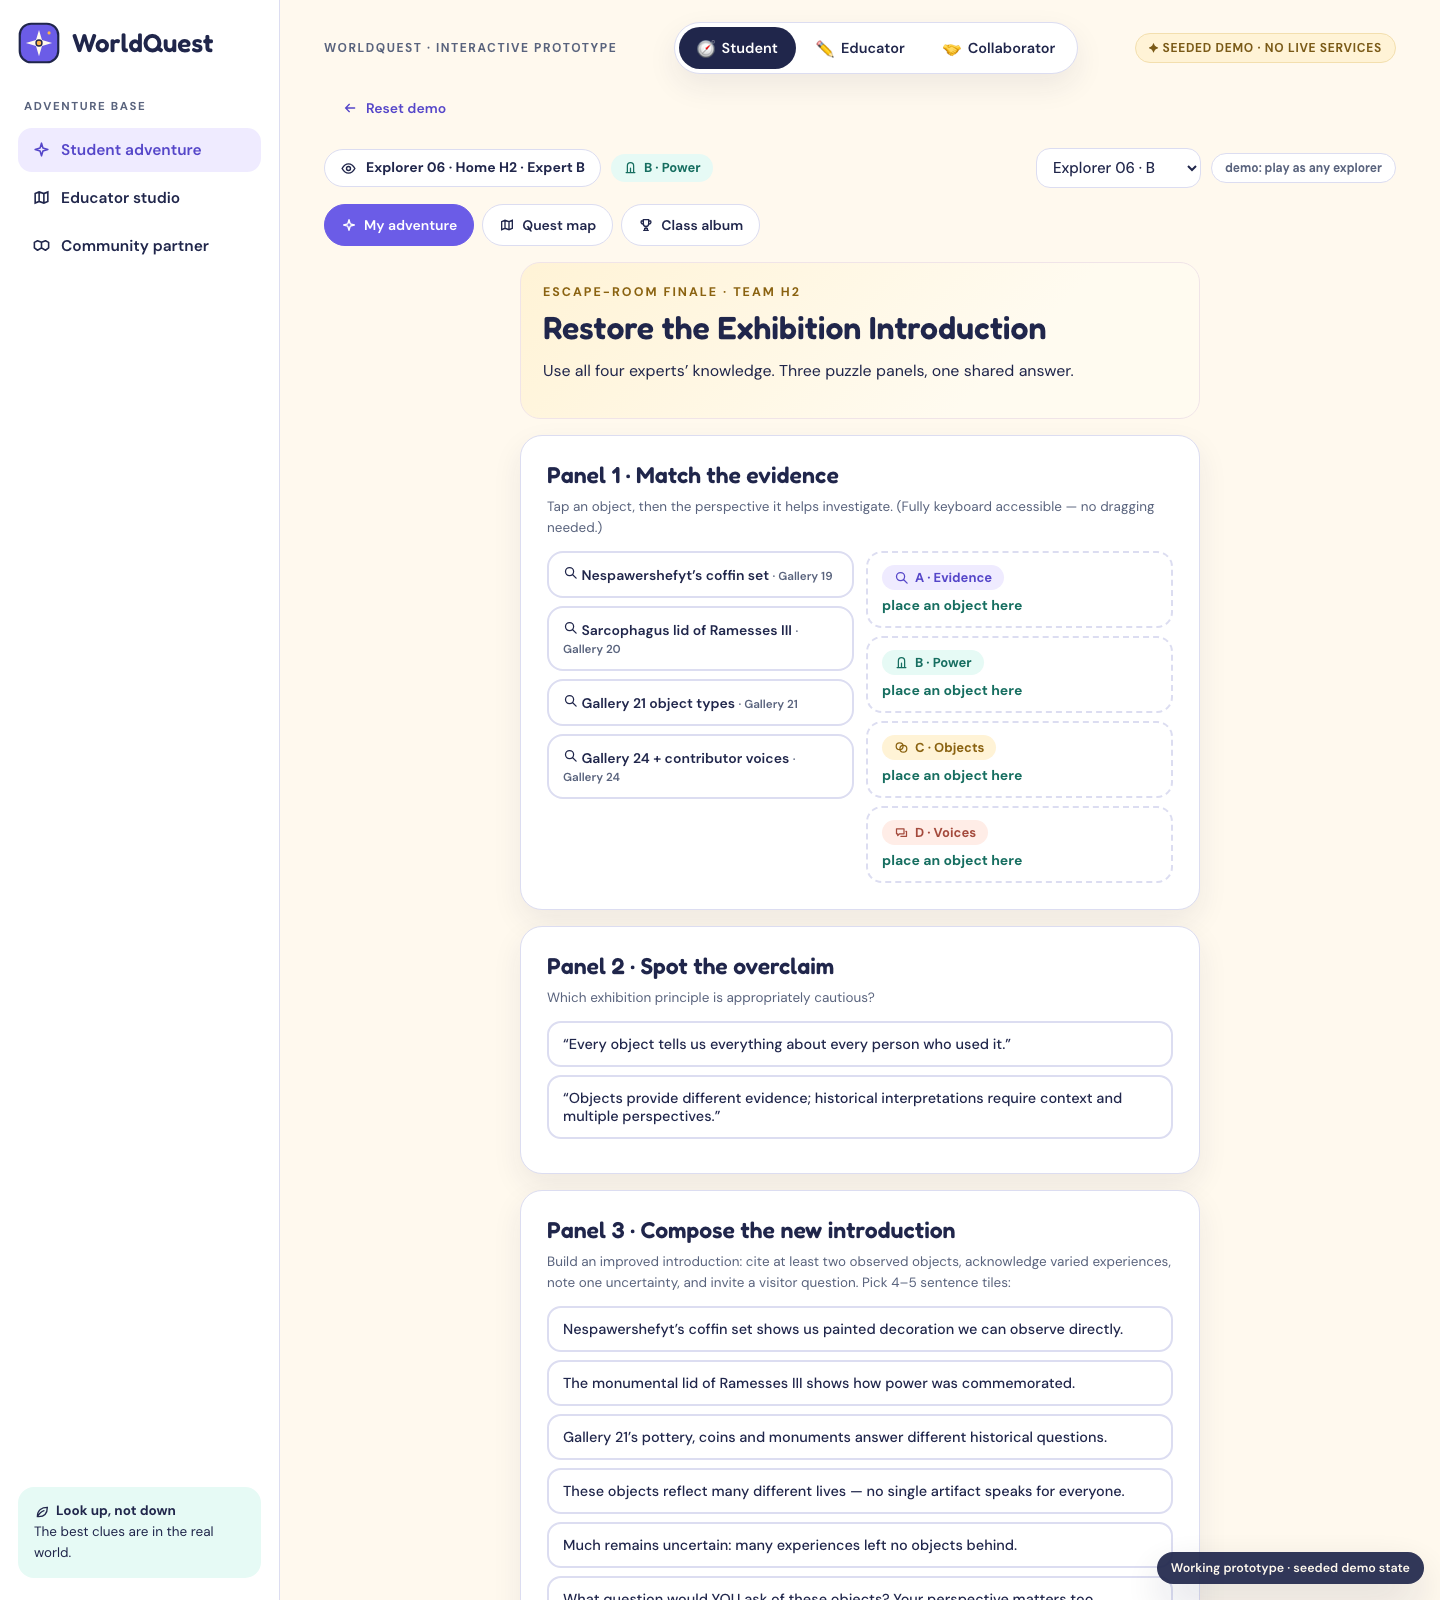 WorldQuest
ADVENTURE BASE
Student adventure
Educator studio
Community partner
Look up, not down
The best clues are in the real
world.
WORLDQUEST · INTERACTIVE PROTOTYPE
Student
Educator
Collaborator
✦ SEEDED DEMO · NO LIVE SERVICES
← Reset demo
Explorer 06 · Home H2 · Expert B
B · Power
Explorer 06 · B
demo: play as any explorer
My adventure
Quest map
Class album
ESCAPE-ROOM FINALE · TEAM H2
Restore the Exhibition Introduction
Use all four experts’ knowledge. Three puzzle panels, one shared answer.
Panel 1 · Match the evidence
Tap an object, then the perspective it helps investigate. (Fully keyboard accessible — no dragging
needed.)
Nespawershefyt’s coffin set · Gallery 19
Sarcophagus lid of Ramesses III ·
Gallery 20
Gallery 21 object types · Gallery 21
Gallery 24 + contributor voices ·
Gallery 24
A · Evidence
place an object here
B · Power
place an object here
C · Objects
place an object here
D · Voices
place an object here
Panel 2 · Spot the overclaim
Which exhibition principle is appropriately cautious?
“Every object tells us everything about every person who used it.”
“Objects provide different evidence; historical interpretations require context and
multiple perspectives.”
Panel 3 · Compose the new introduction
Build an improved introduction: cite at least two observed objects, acknowledge varied experiences,
note one uncertainty, and invite a visitor question. Pick 4–5 sentence tiles:
Nespawershefyt’s coffin set shows us painted decoration we can observe directly.
The monumental lid of Ramesses III shows how power was commemorated.
Gallery 21’s pottery, coins and monuments answer different historical questions.
These objects reflect many different lives — no single artifact speaks for everyone.
Much remains uncertain: many experiences left no objects behind.
What question would YOU ask of these objects? Your perspective matters too.
Working prototype · seeded demo state